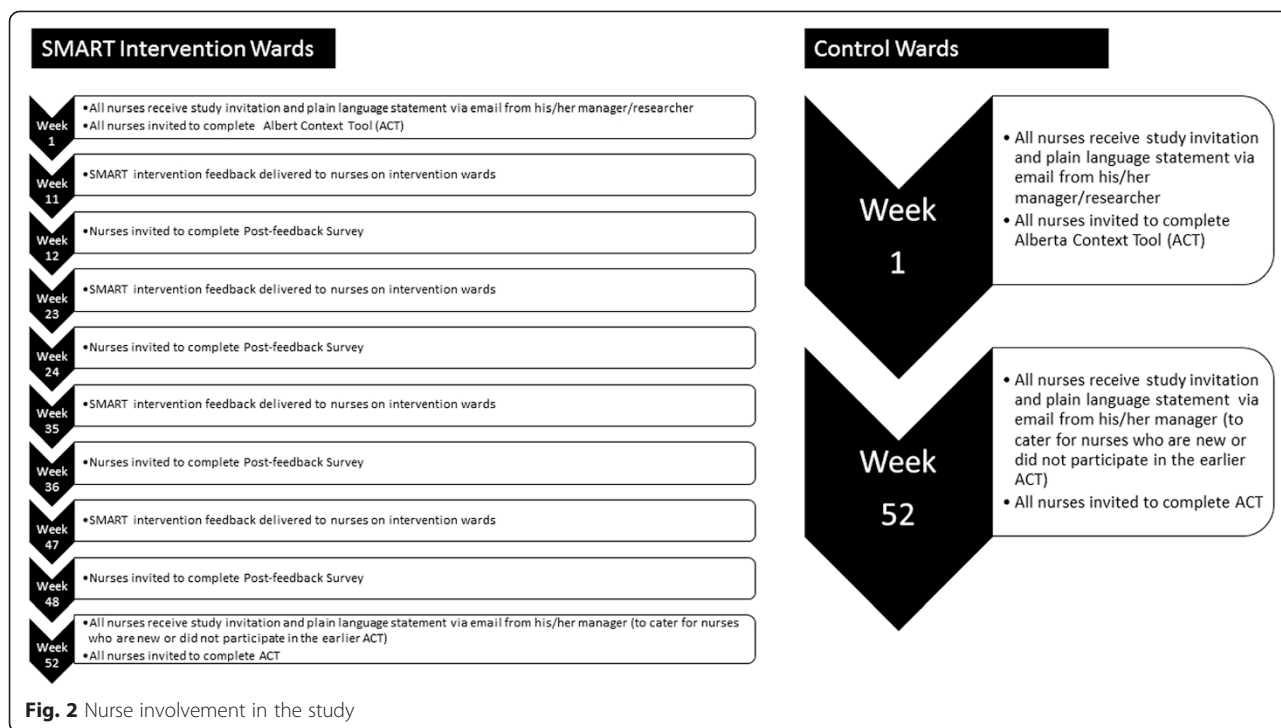 SMART Intervention Wards
Week
1
•All nurses receive study invitation and plain language statement via email from his/her manager/researcher
•All nurses invited to complete Albert Context Tool (ACT)
Week
11
•SMART intervention feedback delivered to nurses on intervention wards
Week
12
•Nurses invited to complete Post-feedback Survey
Week
23
•SMART intervention feedback delivered to nurses on intervention wards
Week
24
•Nurses invited to complete Post-feedback Survey
Week
35
•SMART intervention feedback delivered to nurses on intervention wards
Week
36
•Nurses invited to complete Post-feedback Survey
Week
47
•SMART intervention feedback delivered to nurses on intervention wards
Week
48
•Nurses invited to complete Post-feedback Survey
Week
52
•All nurses receive study invitation and plain language statement via email from his/her manager (to cater for nurses
who are new or did not participate in the earlier ACT)
•All nurses invited to complete ACT
Control Wards
Week
1
• All nurses receive study invitation
and plain language statement via
email from his/her
manager/researcher
• All nurses invited to complete
Alberta Context Tool (ACT)
Week
52
• All nurses receive study invitation
and plain language statement via
email from his/her manager (to
cater for nurses who are new or
did not participate in the earlier
ACT)
• All nurses invited to complete ACT
Fig. 2 Nurse involvement in the study